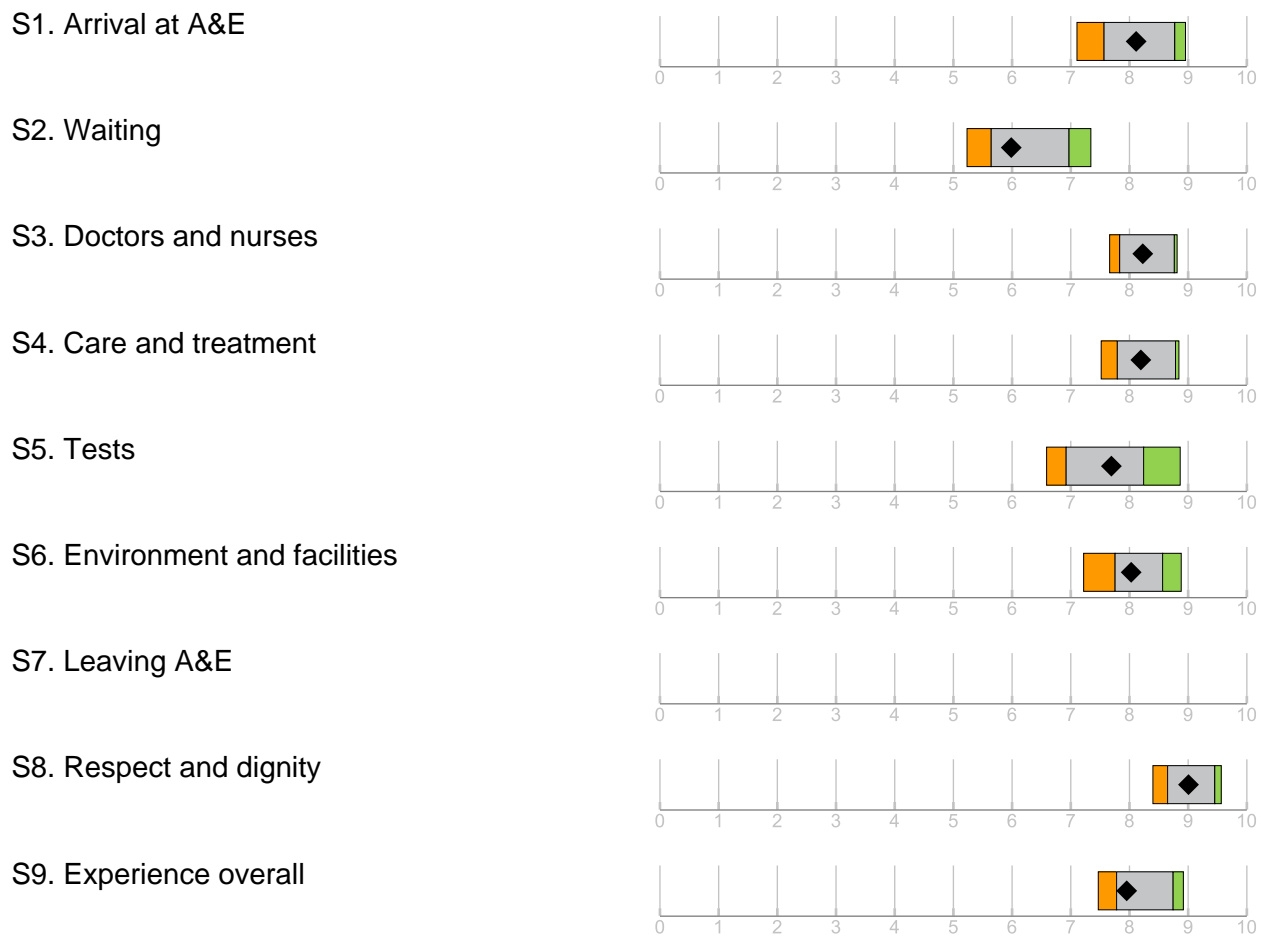 S1. Arrival at A&E
0 1 2 3 4 5 6 7 8 9 10
S2. Waiting
0 1 2 3 4 5 6 7 8 9 10
S3. Doctors and nurses
0 1 2 3 4 5 6 7 8 9 10
S4. Care and treatment
0 1 2 3 4 5 6 7 8 9 10
S5. Tests
0 1 2 3 4 5 6 7 8 9 10
S6. Environment and facilities
0 1 2 3 4 5 6 7 8 9 10
S7. Leaving A&E
0 1 2 3 4 5 6 7 8 9 10
S8. Respect and dignity
0 1 2 3 4 5 6 7 8 9 10
S9. Experience overall
0 1 2 3 4 5 6 7 8 9 10